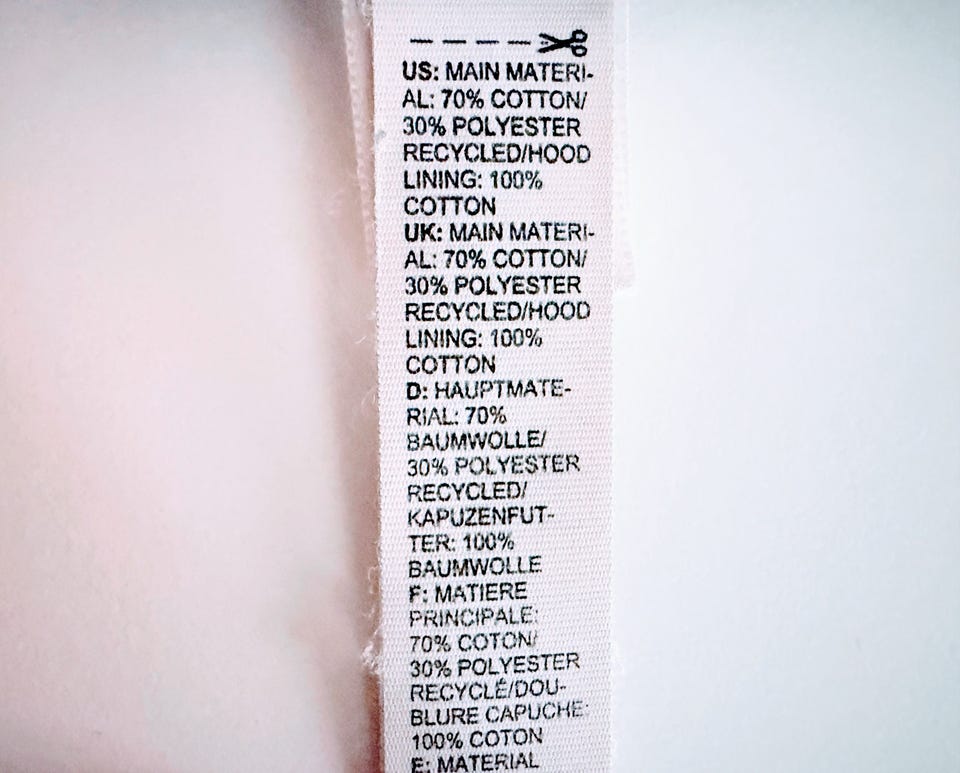 US: MAIN MATERI-
AL: 70% COTTON/
30% POLYESTER
RECYCLED/HOOD
LINING: 100%
COTTON
UK: MAIN MATERI-
AL: 70% COTTON/
30% POLYESTER
RECYCLED/HOOD
LINING: 100%
COTTON
D: HAUPTMATE-
RIAL: 70%
BAUMWOLLE/
30% POLYESTER
RECYCLED/
KAPUZENFUT-
TER: 100%
BAUMWOLLE
F: MATIERE
PRINCIPALE:
70% COTON/
30% POLYESTER
RECYCLÉ/DOU-
BLURE CAPUCHE:
100% COTON
E: MATERIAL